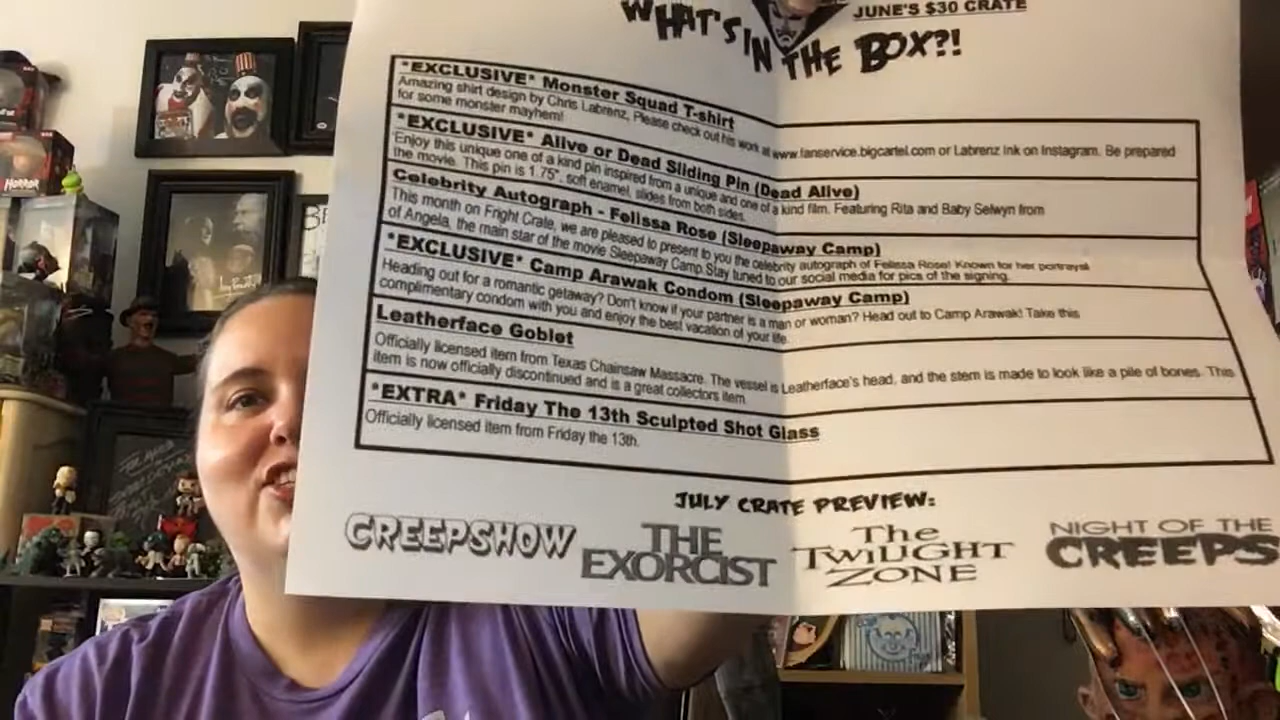 JUNE'S $30 CRATE
WHAT'S IN THE BOX?!
*EXCLUSIVE* Monster Squad T-shirt
Amazing shirt design by Chris Labrenz, Please check out his work at www.fanservice.bigcartel.com or Labrenz Ink on Instagram. Be prepared
for some monster mayhem!
*EXCLUSIVE* Alive or Dead Sliding Pin (Dead Alive)
Enjoy this unique one of a kind pin inspired from a unique and one of a kind film. Featuring Rita and Baby Selwyn from
the movie. This pin is 1.75", soft enamel, slides from both sides.
Celebrity Autograph - Felissa Rose (Sleepaway Camp)
This month on Fright Crate, we are pleased to present to you the celebrity autograph of Felissa Rose! Known for her portrayal
of Angela, the main star of the movie Sleepaway Camp. Stay tuned to our social media for pics of the signing.
*EXCLUSIVE* Camp Arawak Condom (Sleepaway Camp)
Heading out for a romantic getaway? Don't know if your partner is a man or woman? Head out to Camp Arawak! Take this
complimentary condom with you and enjoy the best vacation of your life.
Leatherface Goblet
Officially licensed item from Texas Chainsaw Massacre. The vessel is Leatherface's head, and the stem is made to look like a pile of bones. This
item is now officially discontinued and is a great collectors item.
*EXTRA* Friday The 13th Sculpted Shot Glass
Officially licensed item from Friday the 13th.
JULY CRATE PREVIEW:
CREEPSHOW
THE
EXORCIST
The
TWILIGHT
ZONE
NIGHT OF THE
CREEPS
HORROR